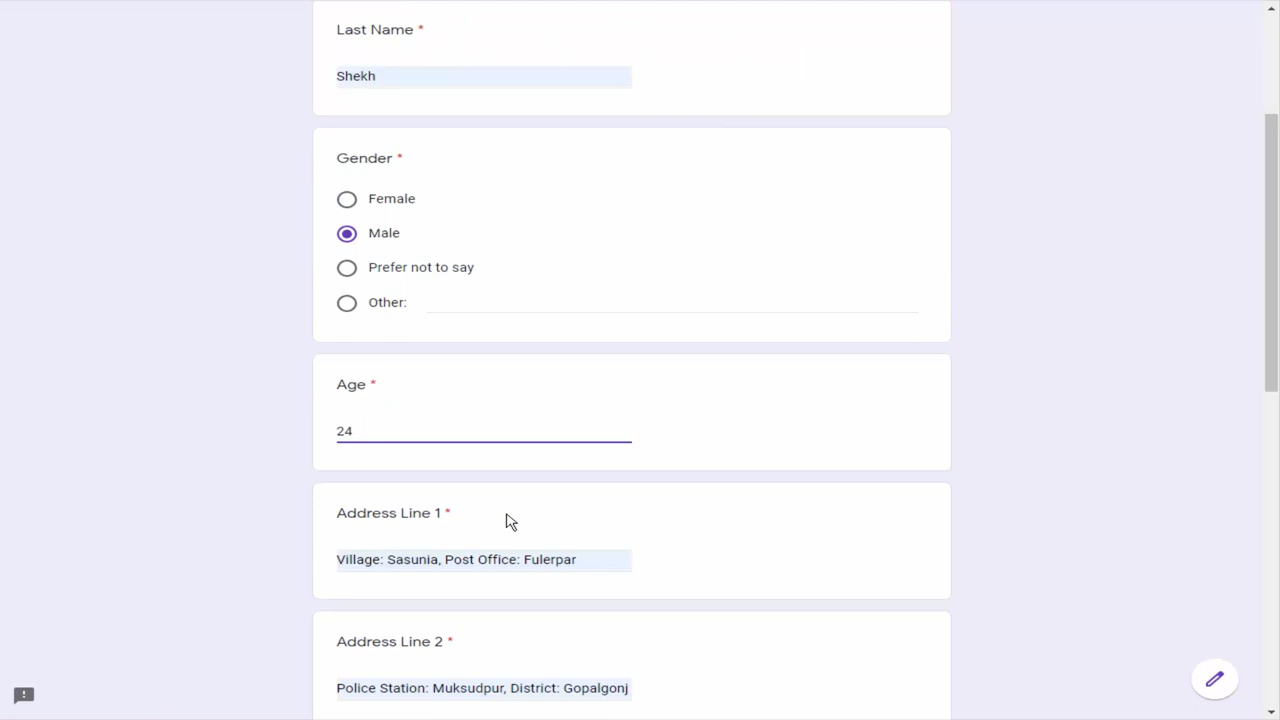 Last Name *
Shekh
Gender *
Female
Male
Prefer not to say
Other:
Age *
24
Address Line 1 *
Village: Sasunia, Post Office: Fulerpar
Address Line 2 *
Police Station: Muksudpur, District: Gopalgonj